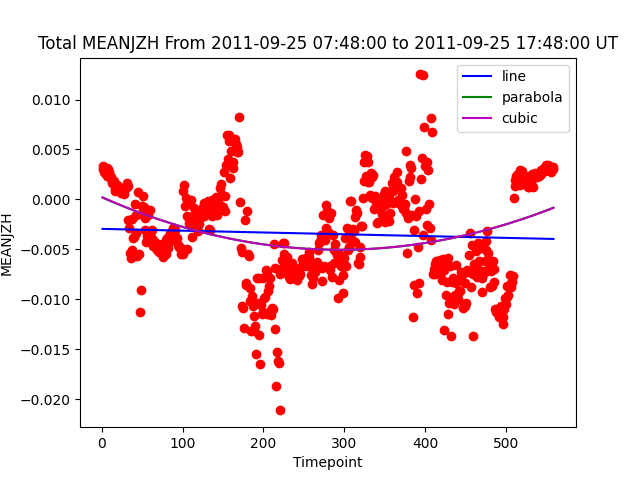 Total MEANJZH From 2011-09-25 07:48:00 to 2011-09-25 17:48:00 UT
line
parabola
cubic
0.010
0.005
0.000
−0.005
−0.010
−0.015
−0.020
MEANJZH
0
100
200
300
400
500
Timepoint